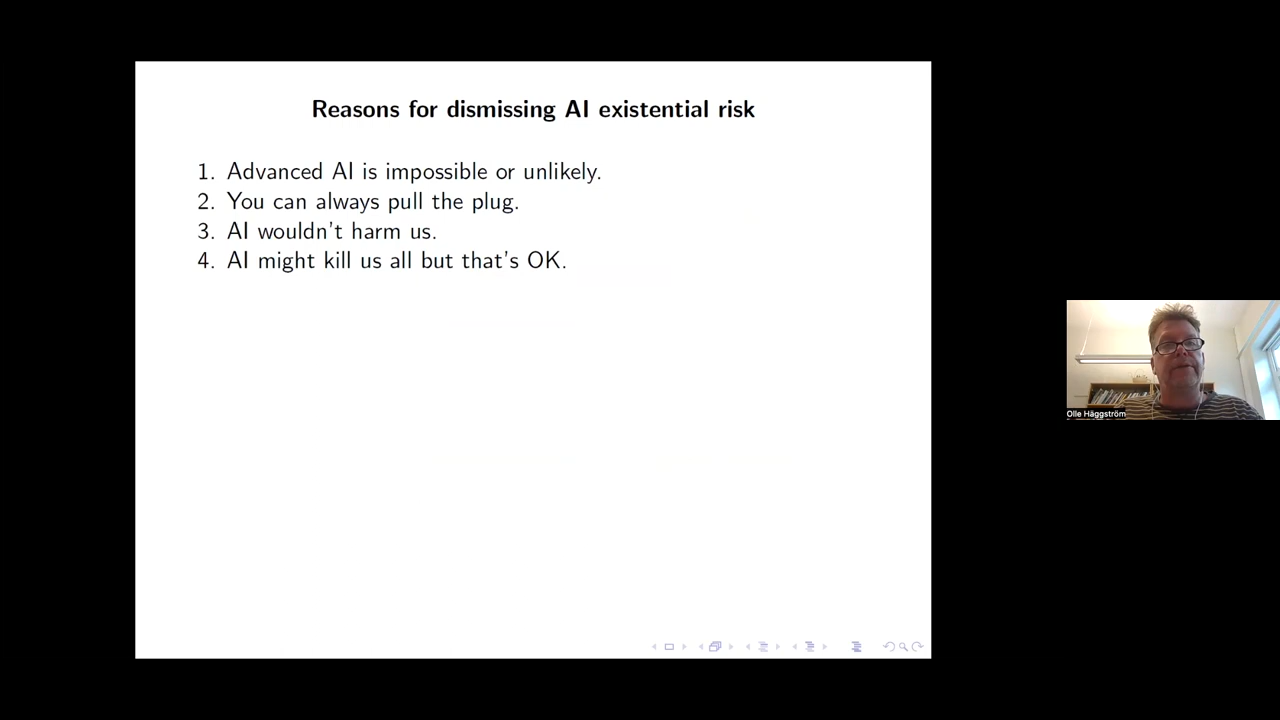 Reasons for dismissing AI existential risk
1. Advanced AI is impossible or unlikely.
2. You can always pull the plug.
3. AI wouldn't harm us.
4. AI might kill us all but that's OK.
Olle Häggström